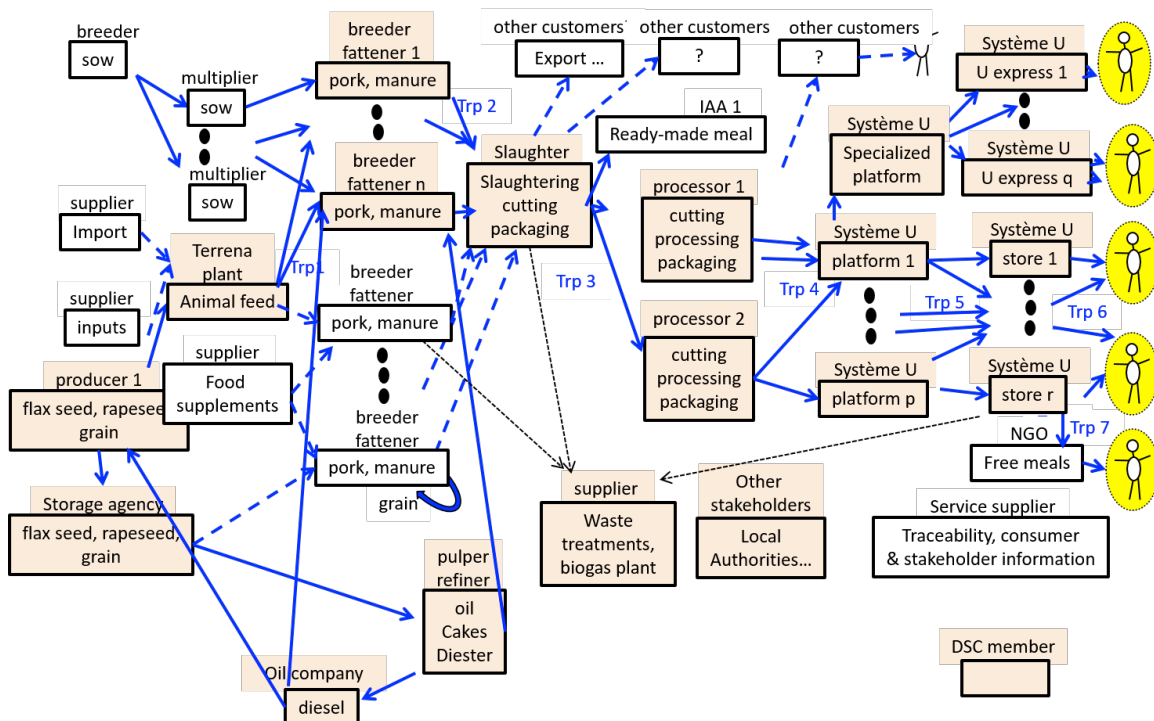 breeder
sow
multiplier
sow
multiplier
sow
breeder
fattener 1
pork, manure
breeder
fattener n
pork, manure
Trp 2
other customers
Export ...
other customers
?
other customers
?
IAA 1
Ready-made meal
Slaughter
Slaughtering
cutting
packaging
Trp 3
supplier
Import
supplier
inputs
Terrena
plant
Animal feed
Trp1
breeder
fattener
pork, manure
breeder
fattener
pork, manure
grain
supplier
Food
supplements
producer 1
flax seed, rapeseed
grain
Storage agency
flax seed, rapeseed,
grain
pulper
refiner
oil
Cakes
Diester
Oil company
diesel
processor 1
cutting
processing
packaging
processor 2
cutting
processing
packaging
Trp 4
Système U
Specialized
platform
Système U
platform 1
Système U
platform p
Trp 5
Système U
U express 1
Système U
U express q
Système U
store 1
Trp 6
Système U
store r
Trp 7
NGO
Free meals
supplier
Waste
treatments,
biogas plant
Other
stakeholders
Local
Authorities...
Service supplier
Traceability, consumer
& stakeholder information
DSC member